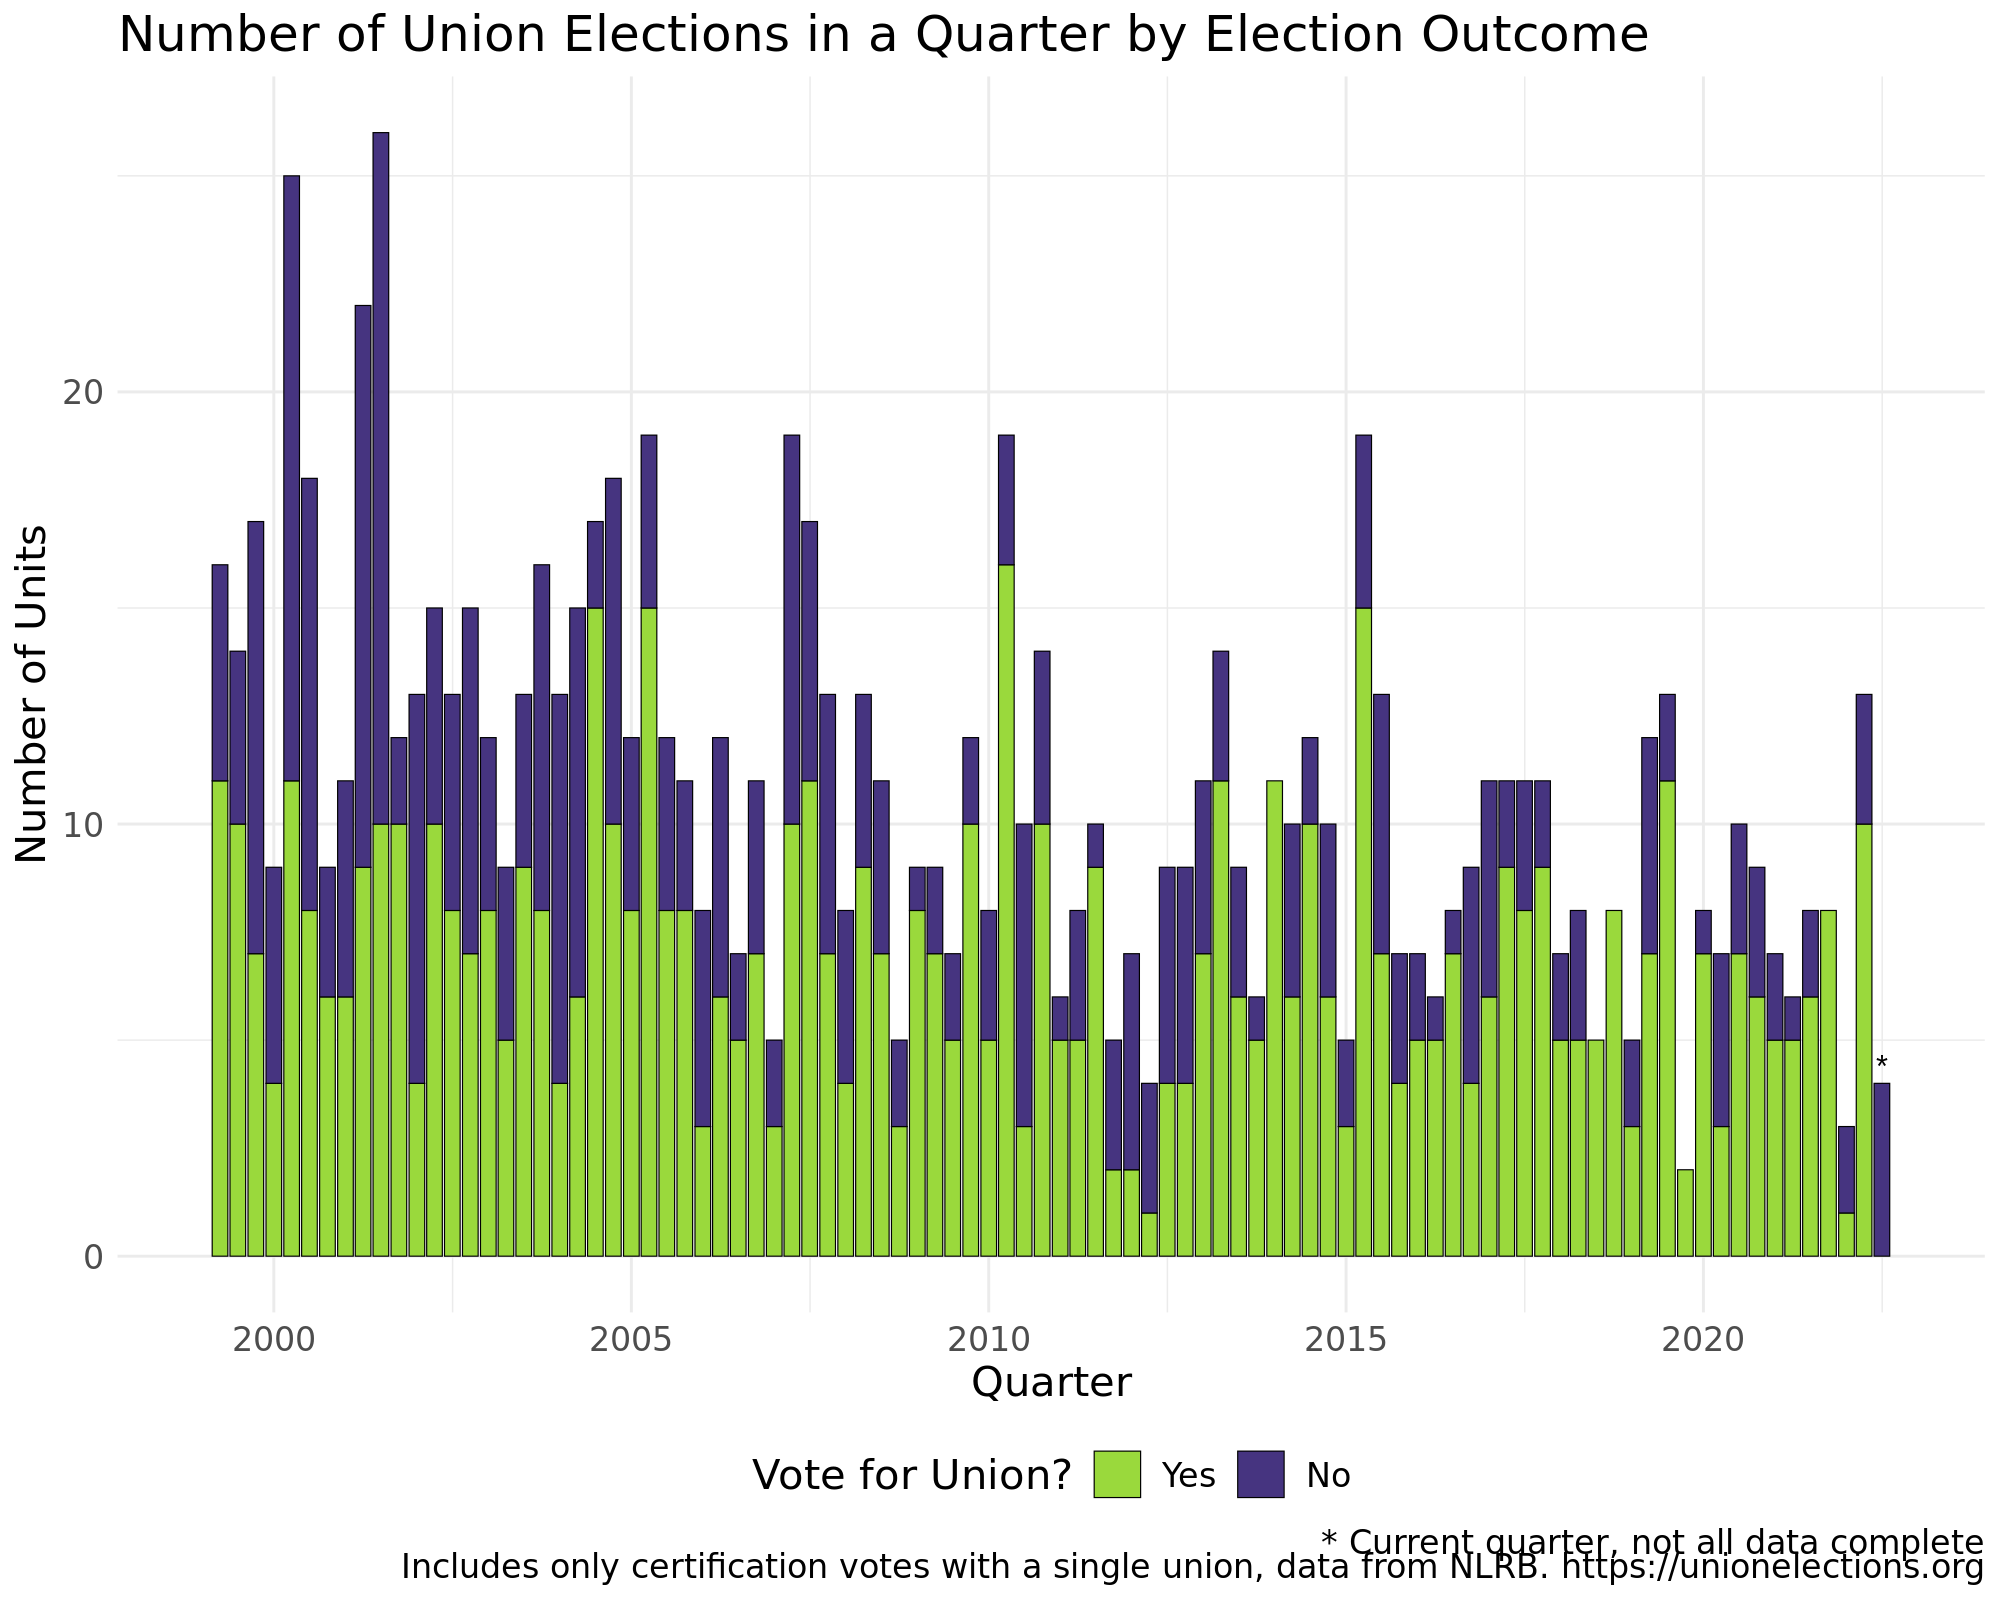 Number of Union Elections in a Quarter by Election Outcome
Number of Units
20
10
0
*
2000 2005 2010 2015 2020
Quarter
Vote for Union? Yes No
* Current quarter, not all data complete
Includes only certification votes with a single union, data from NLRB. https://unionelections.org